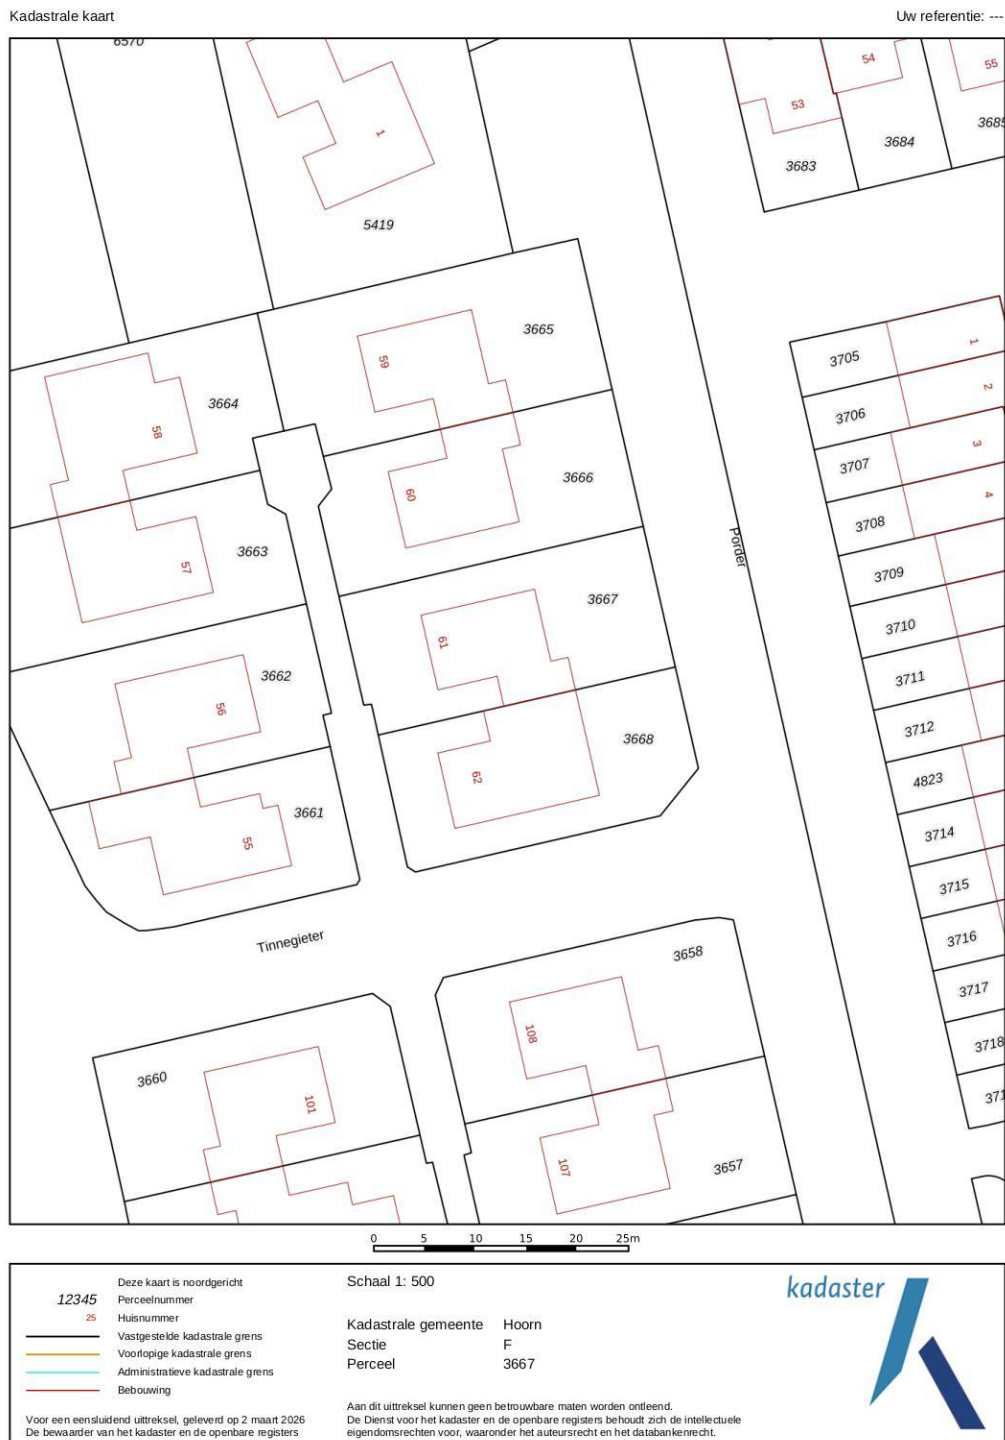 Kadastrale kaart
Uw referentie: ---
6570
54
55
53
1
3685
3684
3683
5419
3665
59
3705
1
2
3664
3706
58
3707
3
3666
60
4
3708
3663
Porder
57
3709
3667
3710
61
3662
3711
56
3712
3668
62
4823
3661
3714
55
3715
Tinnegieter
3716
3658
3717
108
3718
3660
101
371
107
3657
0 5 10 15 20 25m
Deze kaart is noordgericht
12345 Perceelnummer
25 Huisnummer
Vastgestelde kadastrale grens
Voorlopige kadastrale grens
Administratieve kadastrale grens
Bebouwing
Voor een eensluidend uittreksel, geleverd op 2 maart 2026
De bewaarder van het kadaster en de openbare registers
Schaal 1: 500
Kadastrale gemeente Hoorn
Sectie F
Perceel 3667
Aan dit uittreksel kunnen geen betrouwbare maten worden ontleend.
De Dienst voor het kadaster en de openbare registers behoudt zich de intellectuele
eigendomsrechten voor, waaronder het auteursrecht en het databankenrecht.
kadaster